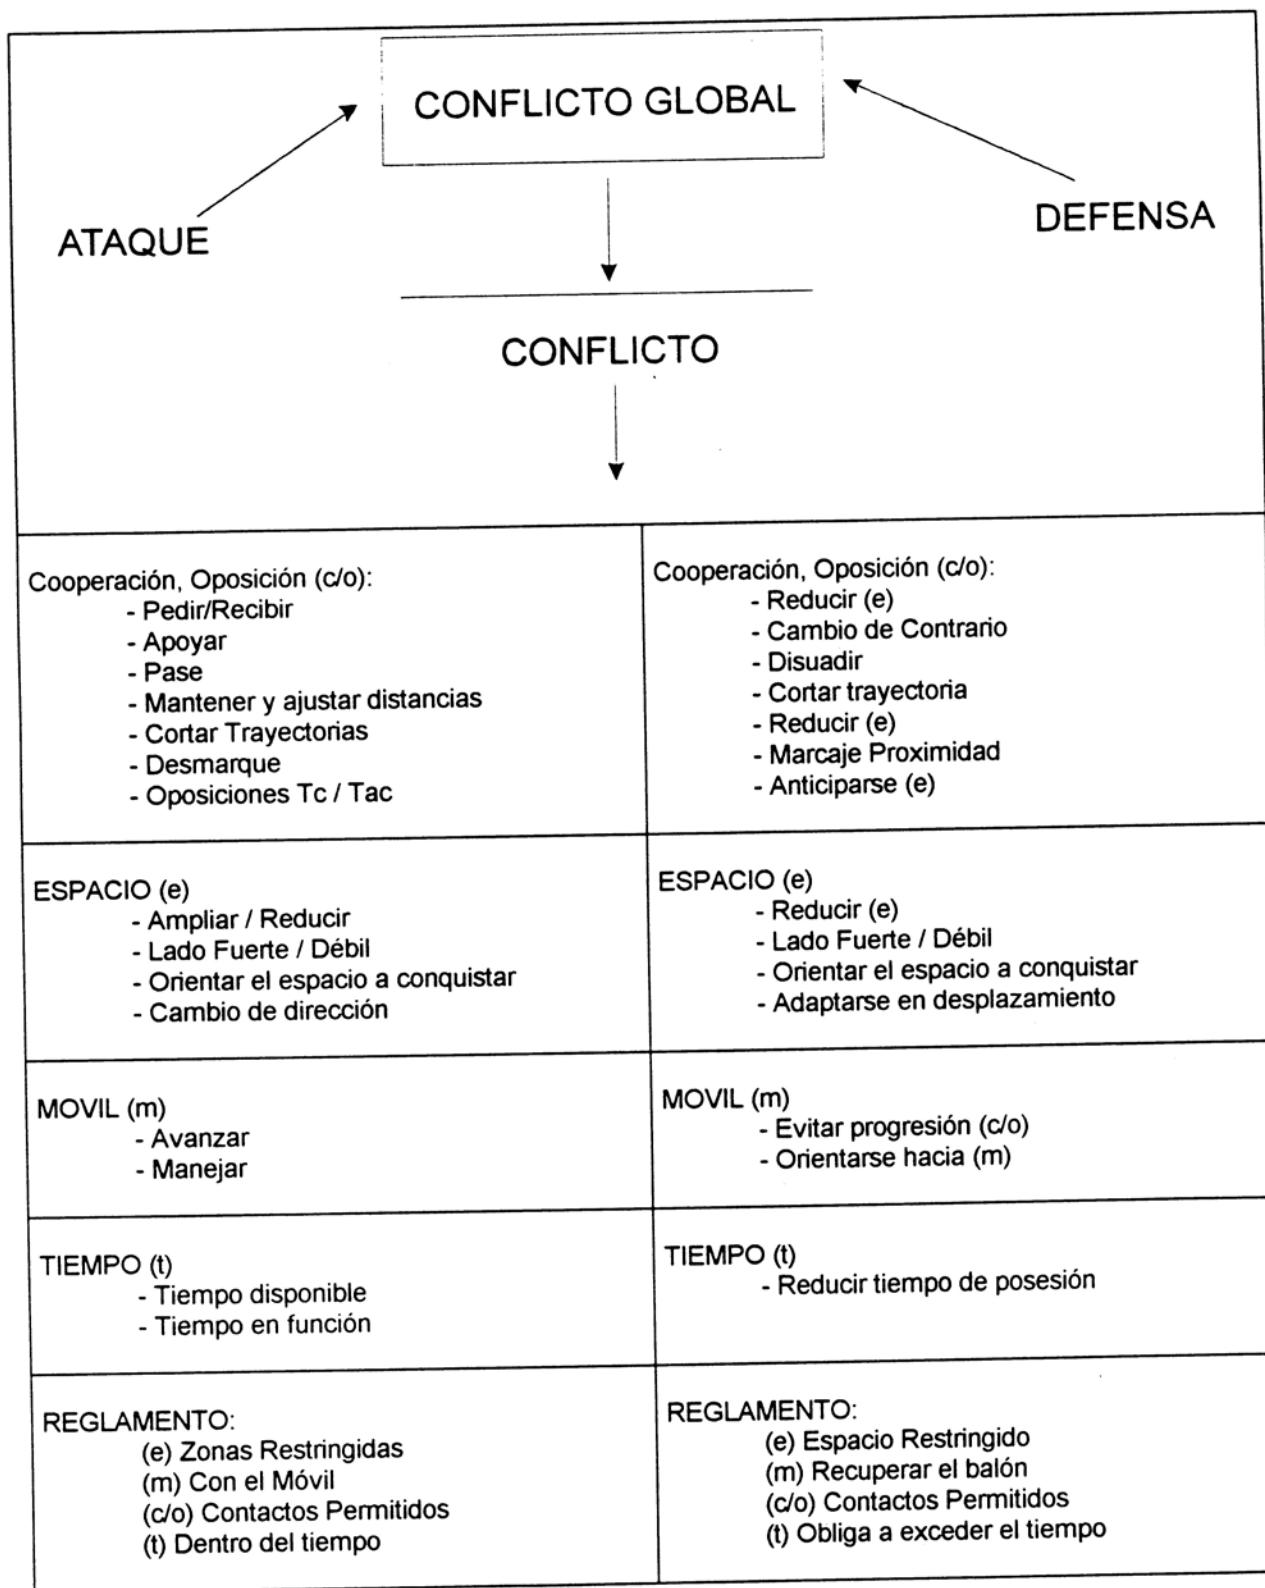 CONFLICTO GLOBAL
ATAQUE
DEFENSA
CONFLICTO
Cooperación, Oposición (c/o):
- Pedir/Recibir
- Apoyar
- Pase
- Mantener y ajustar distancias
- Cortar Trayectorias
- Desmarque
- Oposiciones Tc / Tac
Cooperación, Oposición (c/o):
- Reducir (e)
- Cambio de Contrario
- Disuadir
- Cortar trayectoria
- Reducir (e)
- Marcaje Proximidad
- Anticiparse (e)
ESPACIO (e)
- Ampliar / Reducir
- Lado Fuerte / Débil
- Orientar el espacio a conquistar
- Cambio de dirección
ESPACIO (e)
- Reducir (e)
- Lado Fuerte / Débil
- Orientar el espacio a conquistar
- Adaptarse en desplazamiento
MOVIL (m)
- Avanzar
- Manejar
MOVIL (m)
- Evitar progresión (c/o)
- Orientarse hacia (m)
TIEMPO (t)
- Tiempo disponible
- Tiempo en función
TIEMPO (t)
- Reducir tiempo de posesión
REGLAMENTO:
(e) Zonas Restringidas
(m) Con el Móvil
(c/o) Contactos Permitidos
(t) Dentro del tiempo
REGLAMENTO:
(e) Espacio Restringido
(m) Recuperar el balón
(c/o) Contactos Permitidos
(t) Obliga a exceder el tiempo